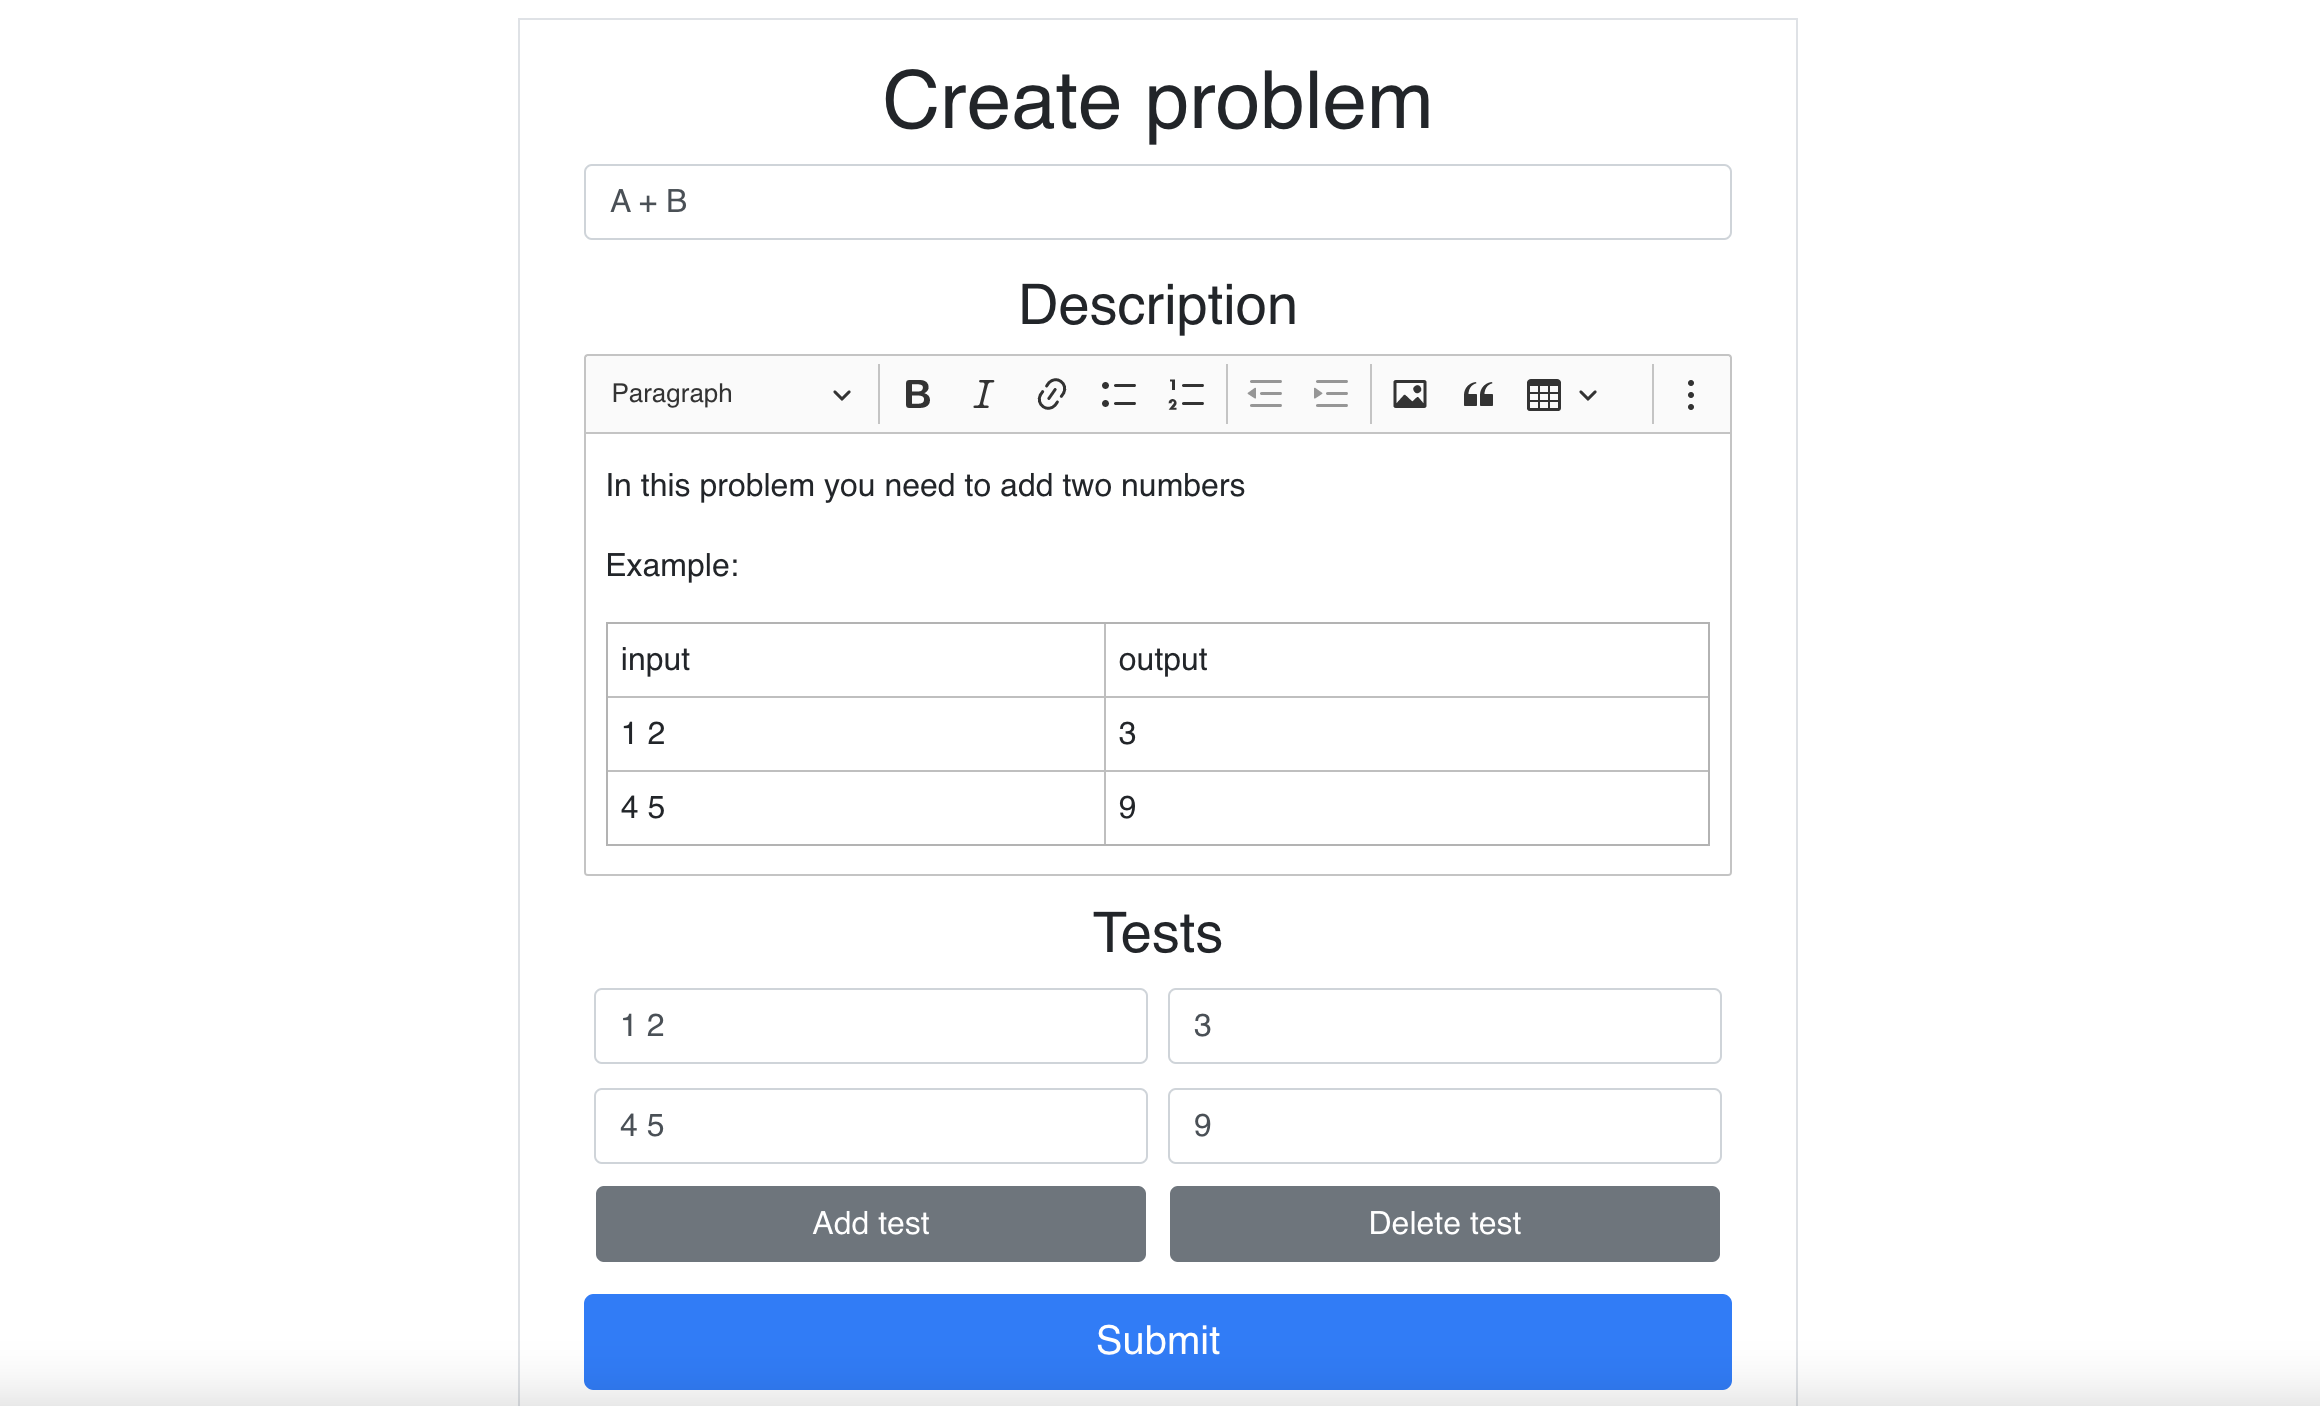 Create problem
A + B
Description
Paragraph
In this problem you need to add two numbers
Example:
input output
1 2 3
4 5 9
Tests
1 2 3
4 5 9
Add test Delete test
Submit